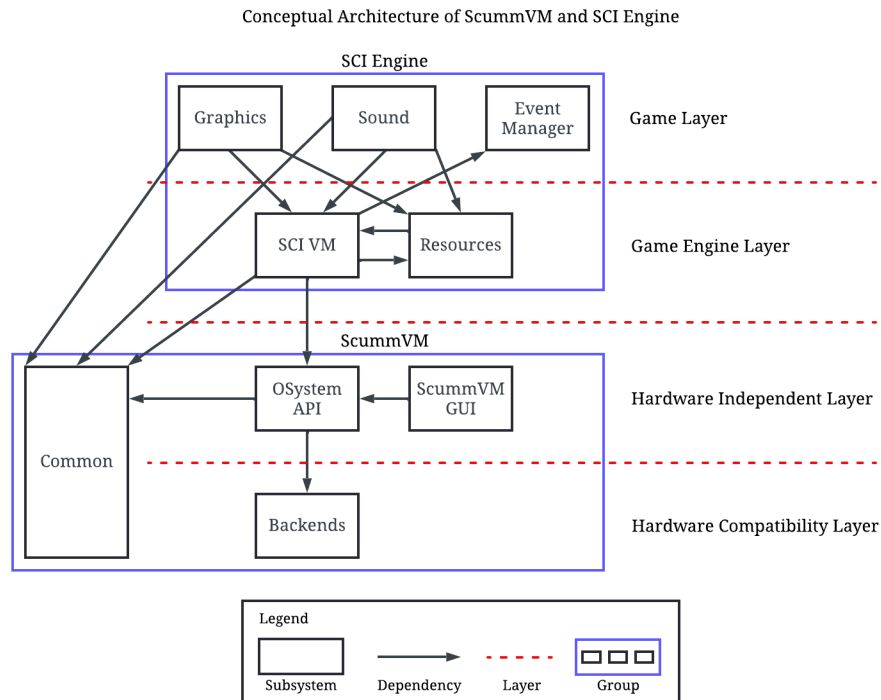 Conceptual Architecture of ScummVM and SCI Engine
SCI Engine
Graphics
Sound
Event
Manager
Game Layer
SCI VM
Resources
Game Engine Layer
ScummVM
OSystem
API
ScummVM
GUI
Hardware Independent Layer
Common
Backends
Hardware Compatibility Layer
Legend
Subsystem
Dependency
Layer
Group